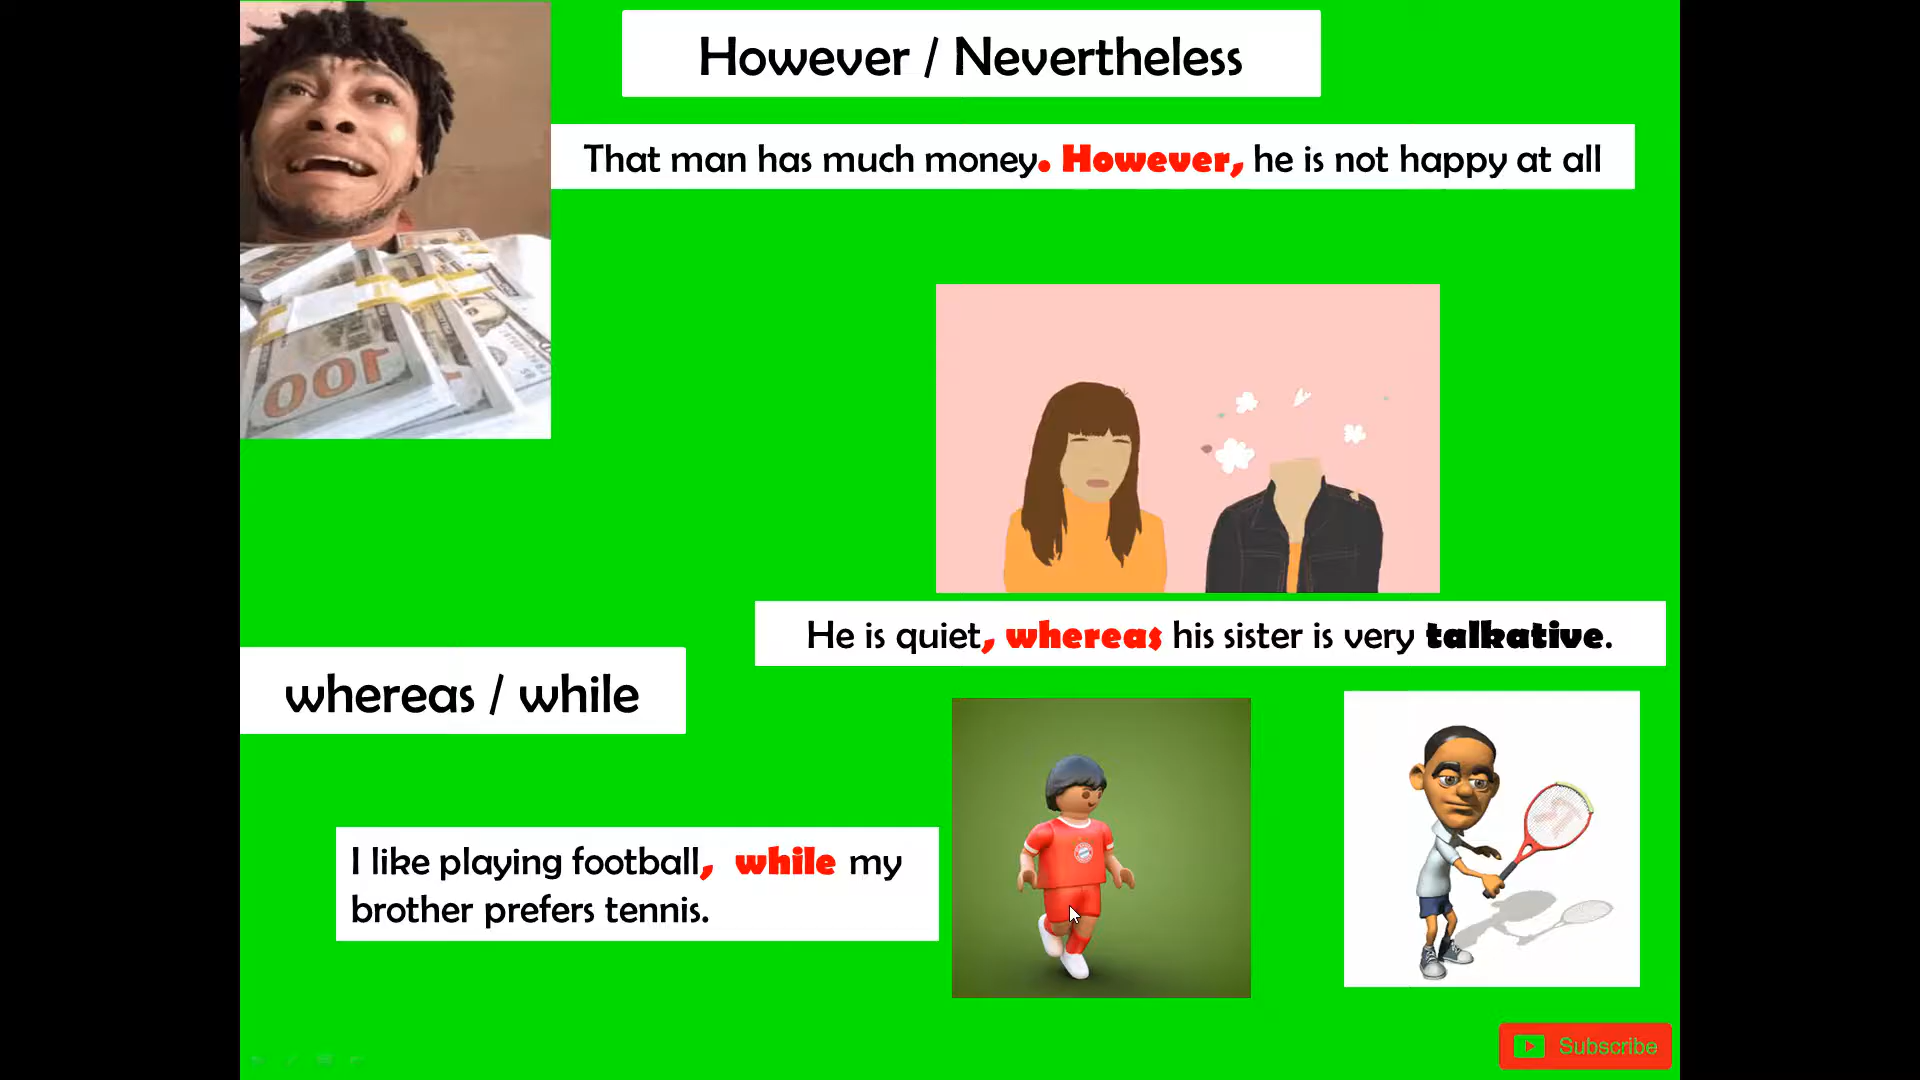 However / Nevertheless
That man has much money. However, he is not happy at all
100
He is quiet, whereas his sister is very talkative.
whereas / while
I like playing football, while my
brother prefers tennis.
Subscribe